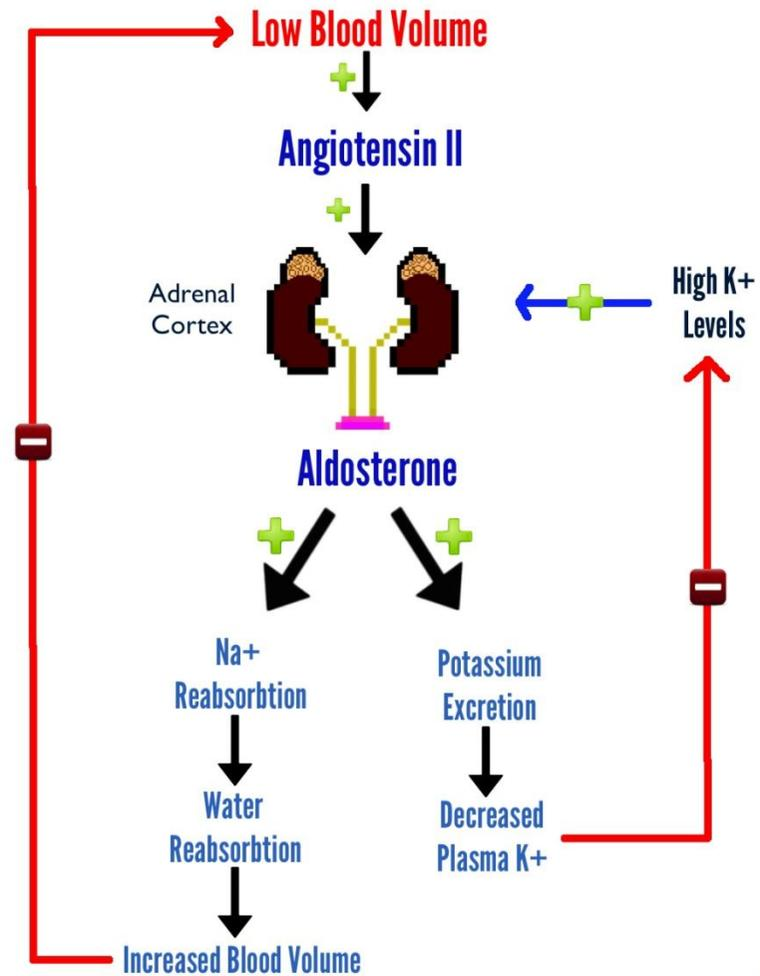 Low Blood Volume
Angiotensin II
Adrenal
Cortex
High K+
Levels
Aldosterone
Na+
Reabsorbtion
Potassium
Excretion
Water
Reabsorbtion
Decreased
Plasma K+
Increased Blood Volume